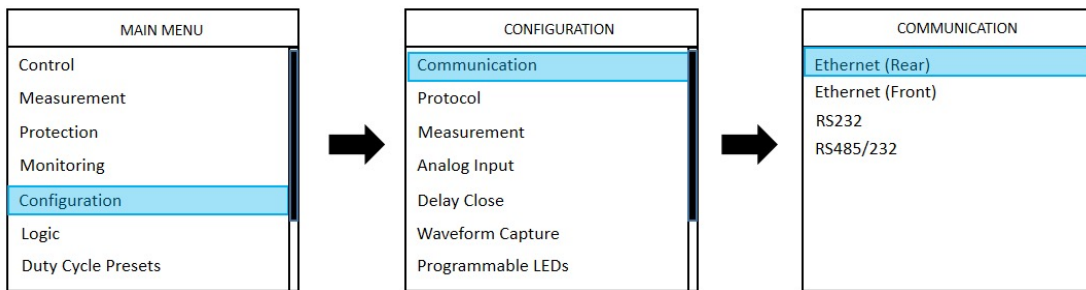 MAIN MENU
Control
Measurement
Protection
Monitoring
Configuration
Logic
Duty Cycle Presets
CONFIGURATION
Communication
Protocol
Measurement
Analog Input
Delay Close
Waveform Capture
Programmable LEDs
COMMUNICATION
Ethernet (Rear)
Ethernet (Front)
RS232
RS485/232